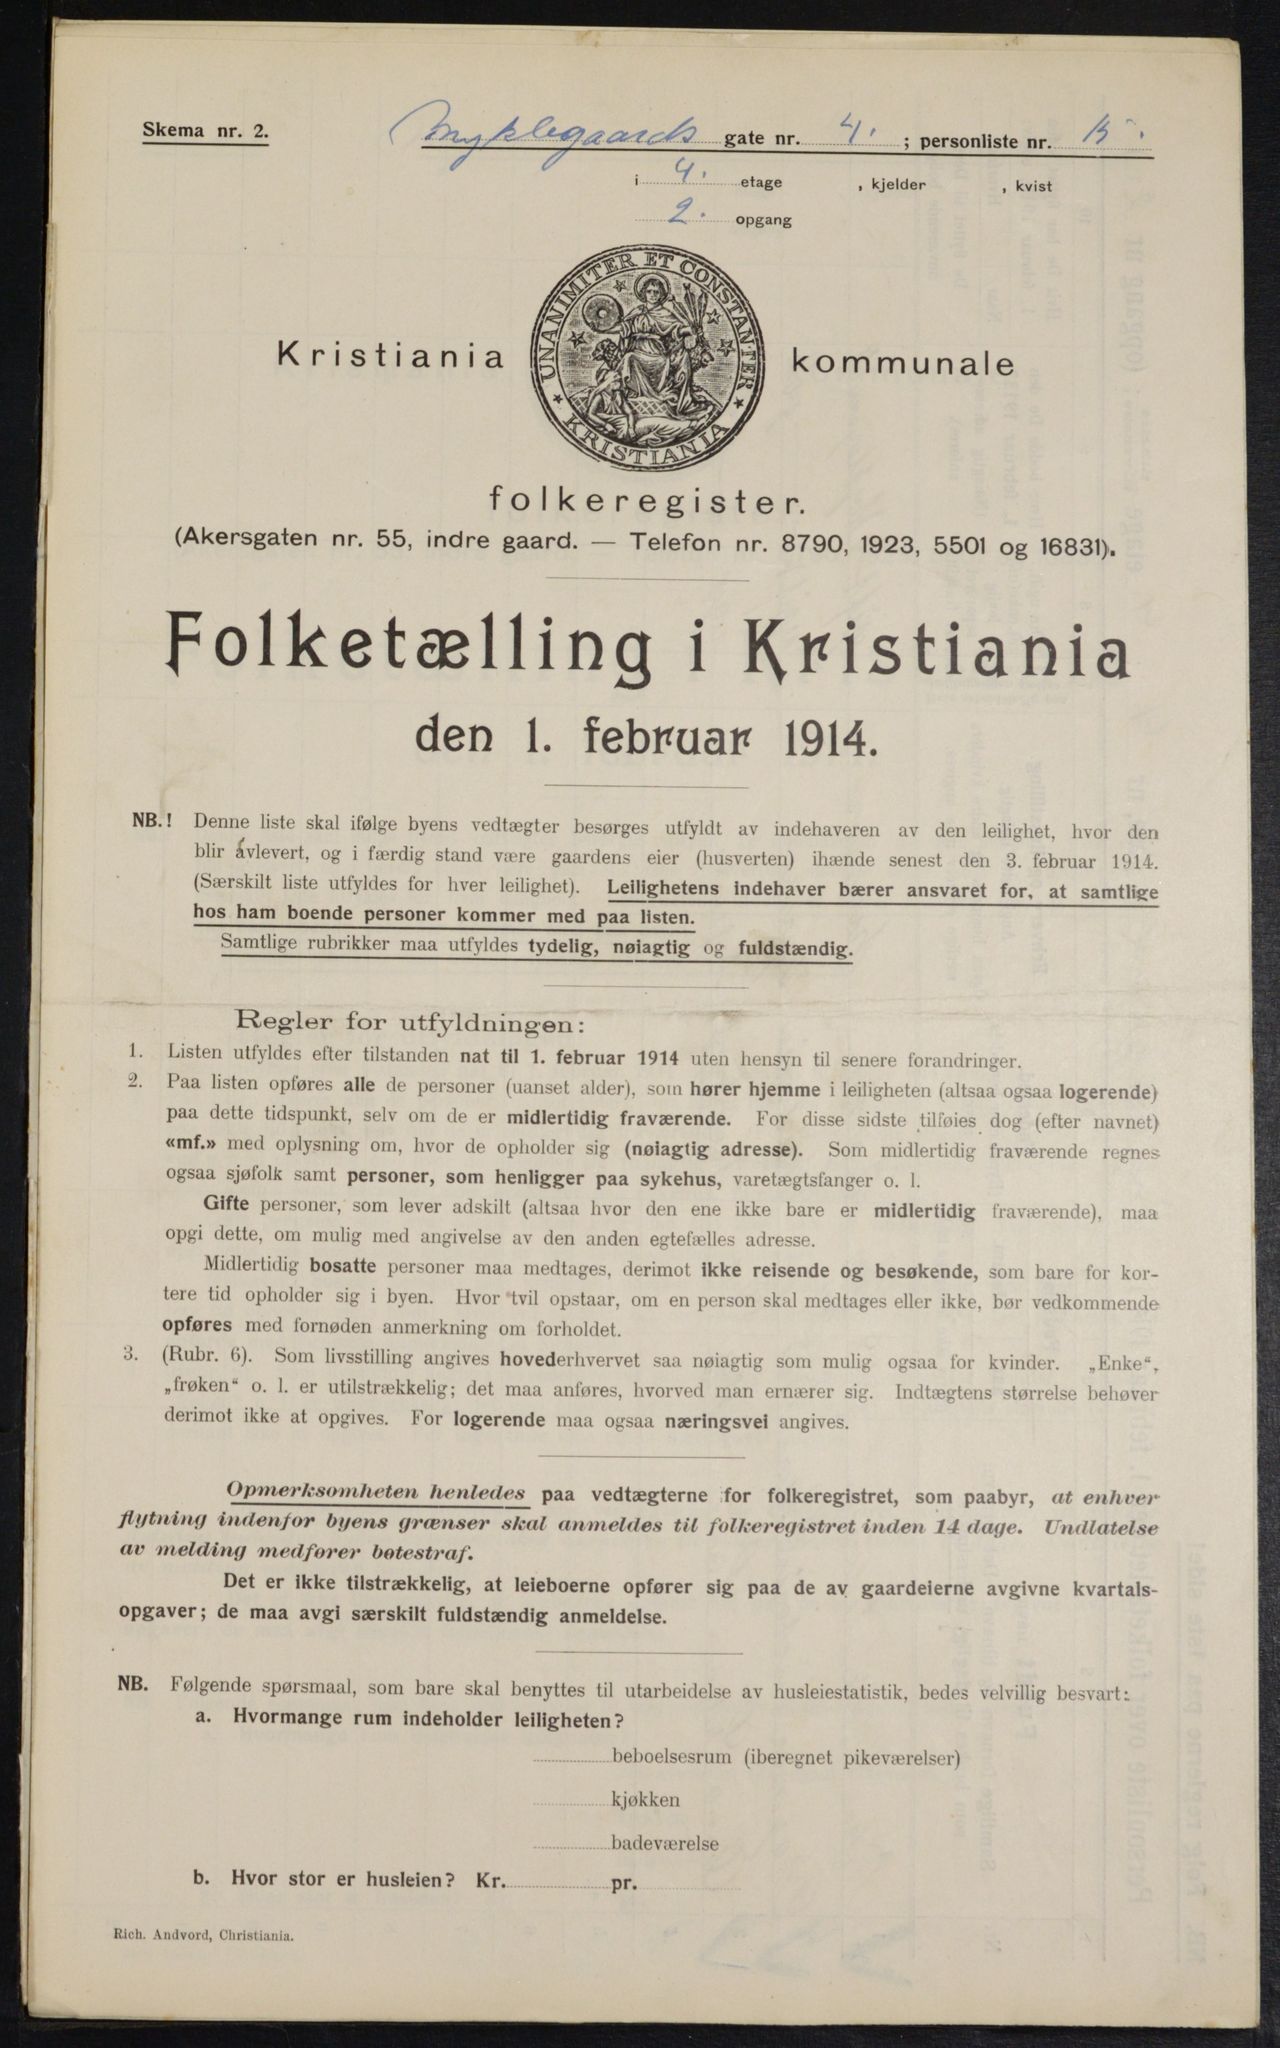 Skema nr. 2. Myklegaards gate nr. 4. ; personliste nr. 15.
i 4. etage , kjelder , kvist
2. opgang
UNANIMITER ET CONSTANTER
KRISTIANIA
Kristiania kommunale
folkeregister.
(Akersgaten nr. 55, indre gaard. — Telefon nr. 8790, 1923, 5501 og 16831).
Folketælling i Kristiania
den 1. februar 1914.
NB.! Denne liste skal ifølge byens vedtægter besørges utfyldt av indehaveren av den leilighet, hvor den
blir avlevert, og i færdig stand være gaardens eier (husverten) ihænde senest den 3. februar 1914.
(Særskilt liste utfyldes for hver leilighet). Leilighetens indehaver bærer ansvaret for, at samtlige
hos ham boende personer kommer med paa listen.
Samtlige rubrikker maa utfyldes tydelig, nøiagtig og fuldstændig.
Regler for utfyldningen:
1. Listen utfyldes efter tilstanden nat til 1. februar 1914 uten hensyn til senere forandringer.
2. Paa listen opføres alle de personer (uanset alder), som hører hjemme i leiligheten (altsaa ogsaa logerende)
paa dette tidspunkt, selv om de er midlertidig fraværende. For disse sidste tilføies dog (efter navnet)
«mf.» med oplysning om, hvor de opholder sig (nøiagtig adresse). Som midlertidig fraværende regnes
ogsaa sjøfolk samt personer, som henligger paa sykehus, varetægtsfanger o. l.
Gifte personer, som lever adskilt (altsaa hvor den ene ikke bare er midlertidig fraværende), maa
opgi dette, om mulig med angivelse av den anden egtefælles adresse.
Midlertidig bosatte personer maa medtages, derimot ikke reisende og besøkende, som bare for kor-
tere tid opholder sig i byen. Hvor tvil opstaar, om en person skal medtages eller ikke, bør vedkommende
opføres med fornøden anmerkning om forholdet.
3. (Rubr. 6). Som livsstilling angives hovederhvervet saa nøiagtig som mulig ogsaa for kvinder. „Enke“,
„frøken“ o. l. er utilstrækkelig; det maa anføres, hvorved man ernærer sig. Indtægtens størrelse behøver
derimot ikke at opgives. For logerende maa ogsaa næringsvei angives.
Opmerksomheten henledes paa vedtægterne for folkeregistret, som paabyr, at enhver
flytning indenfor byens grænser skal anmeldes til folkeregistret inden 14 dage. Undlatelse
av melding medfører bøtestraf.
Det er ikke tilstrækkelig, at leieboerne opfører sig paa de av gaardeierne avgivne kvartals-
opgaver; de maa avgi særskilt fuldstændig anmeldelse.
NB. Følgende spørsmaal, som bare skal benyttes til utarbeidelse av husleiestatistik, bedes velvillig besvart:
a. Hvormange rum indeholder leiligheten?
beboelsesrum (iberegnet pikeværelser)
kjøkken
badeværelse
b. Hvor stor er husleien? Kr. pr.
Rich. Andvord, Christiania.